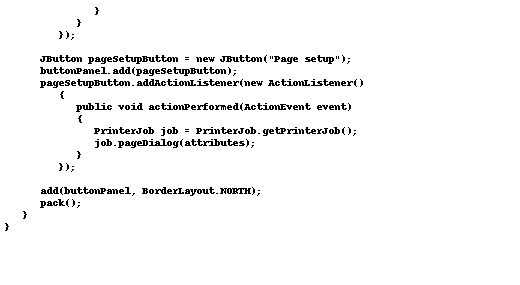 }
}
});
JButton pageSetupButton = new JButton("Page setup");
buttonPanel.add(pageSetupButton);
pageSetupButton.addActionListener(new ActionListener()
{
public void actionPerformed(ActionEvent event)
{
PrinterJob job = PrinterJob.getPrinterJob();
job.pageDialog(attributes);
}
});
add(buttonPanel, BorderLayout.NORTH);
pack();
}
}